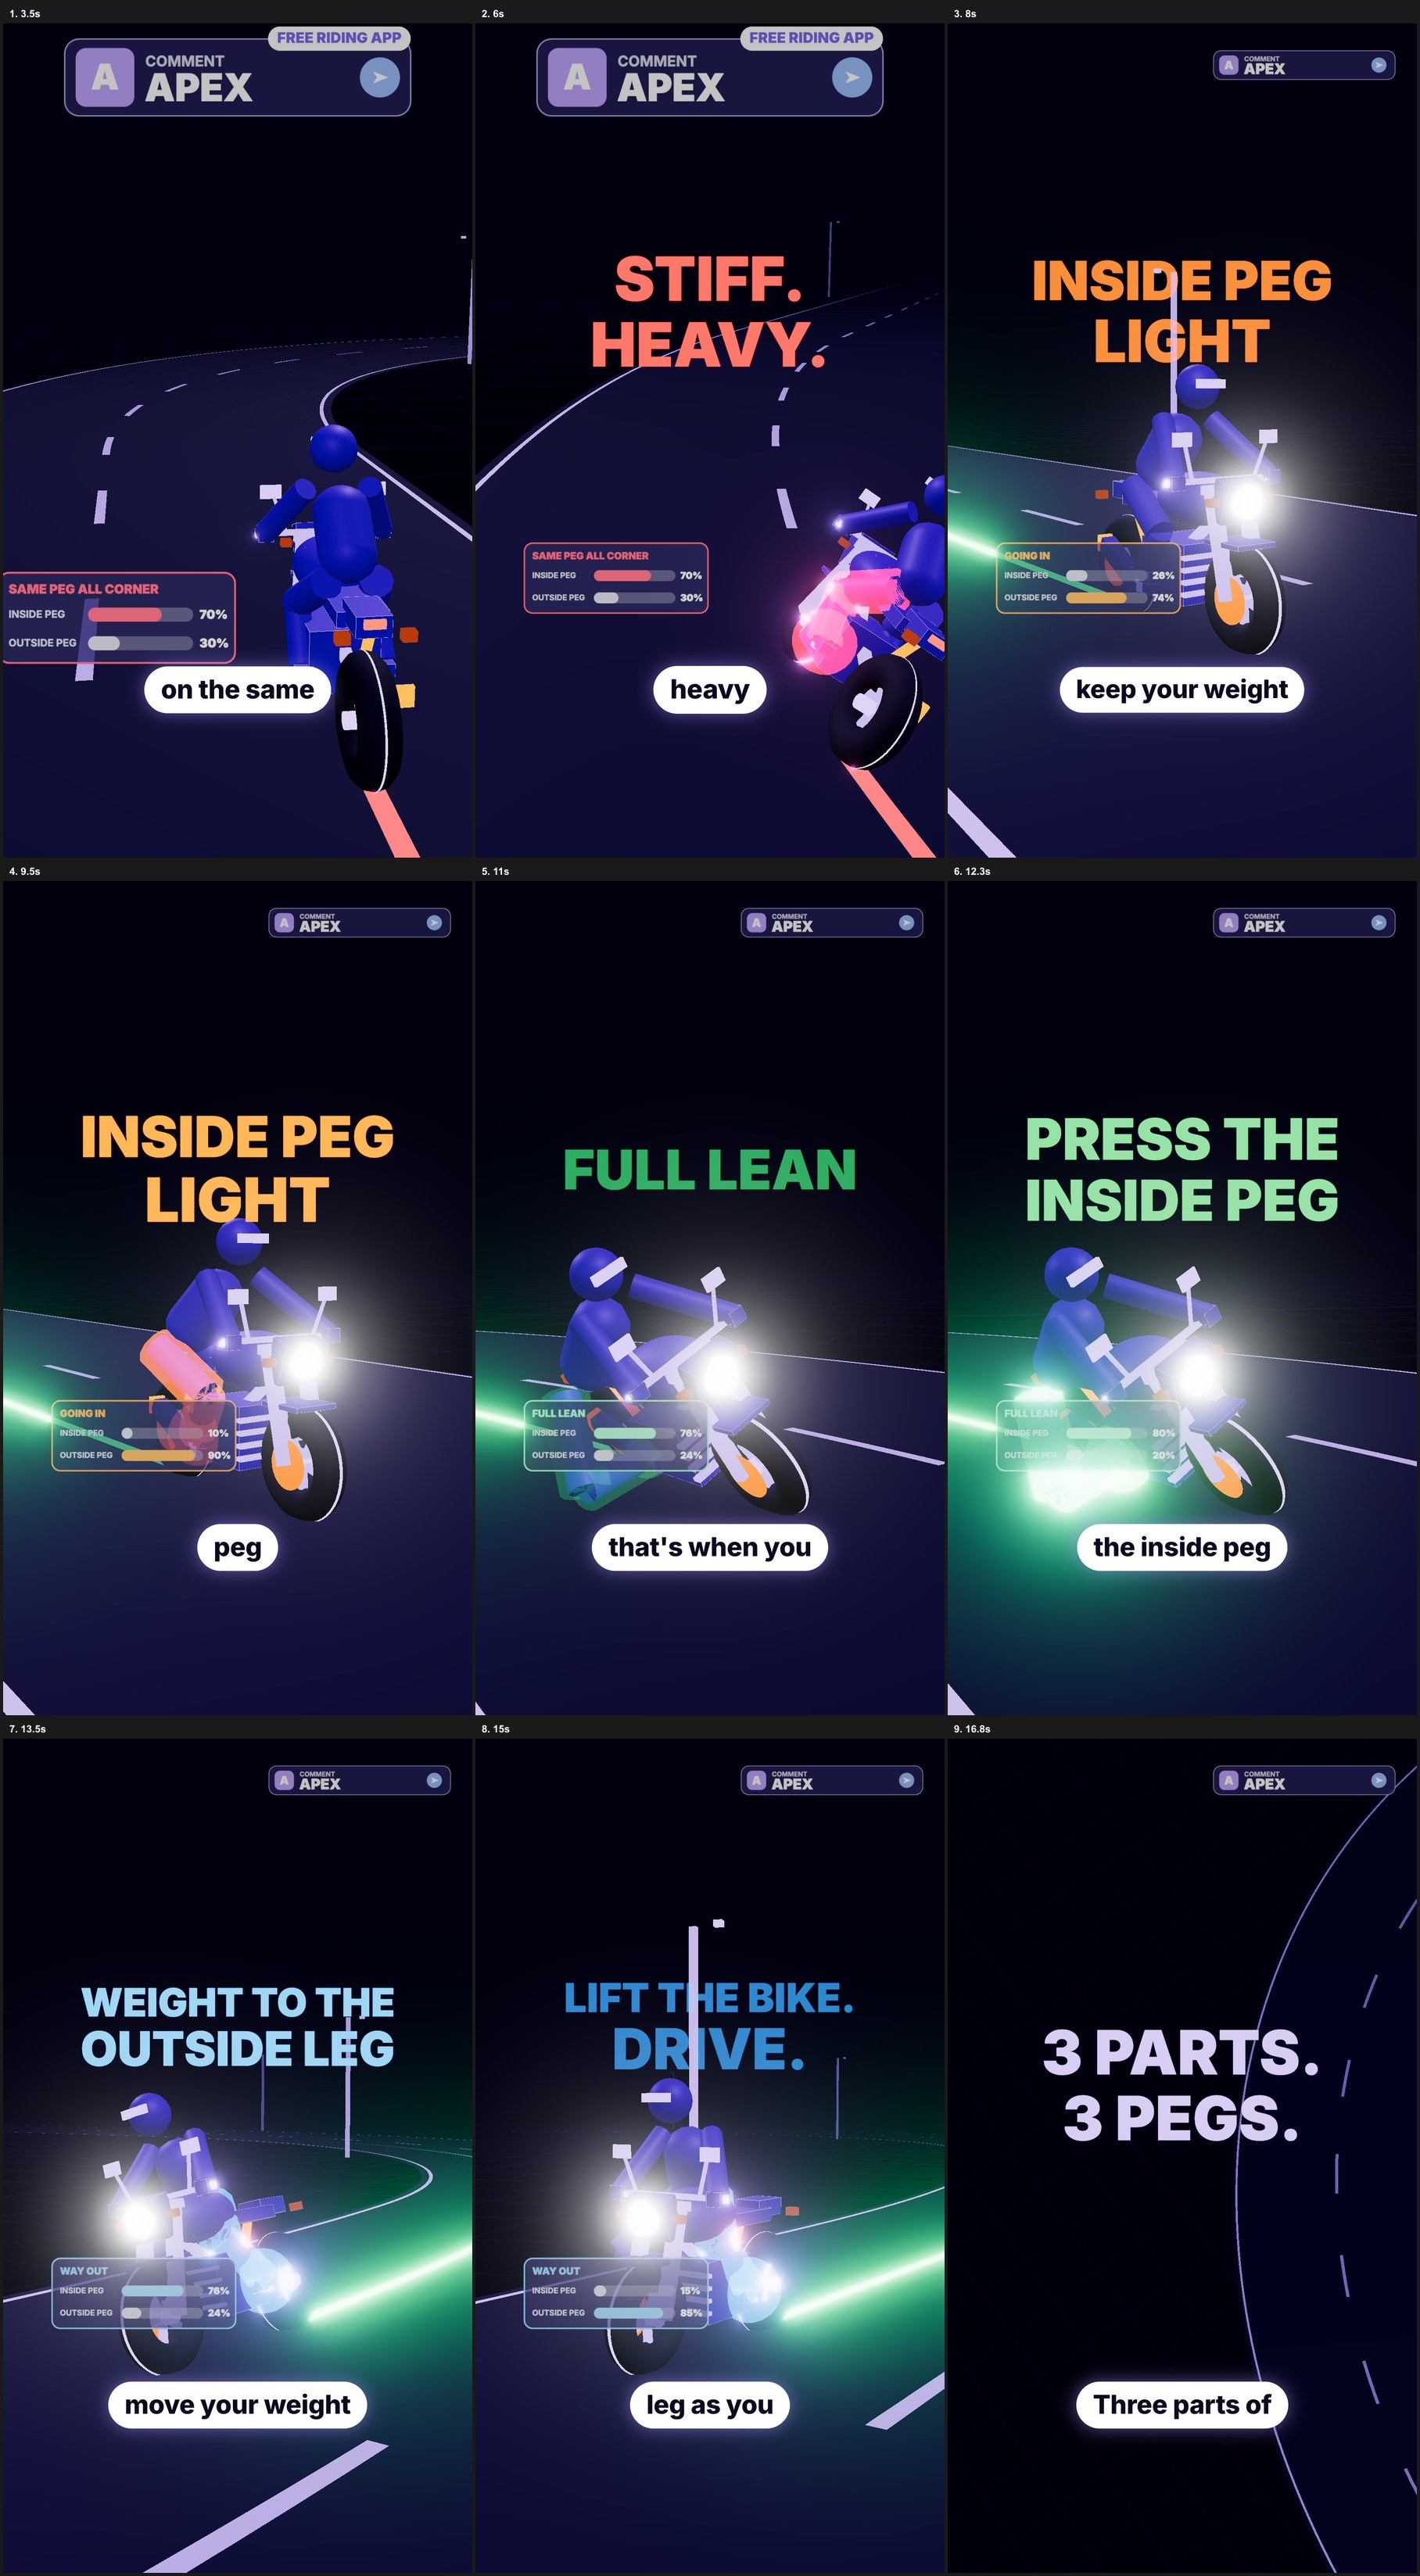 1. 3.5s
FREE RIDING APP
A
COMMENT
APEX
SAME PEG ALL CORNER
INSIDE PEG 70%
OUTSIDE PEG 30%
on the same
2. 6s
FREE RIDING APP
A
COMMENT
APEX
STIFF.
HEAVY.
SAME PEG ALL CORNER
INSIDE PEG 70%
OUTSIDE PEG 30%
heavy
3. 8s
A
COMMENT
APEX
INSIDE PEG
LIGHT
GOING IN
INSIDE PEG 26%
OUTSIDE PEG 74%
keep your weight
4. 9.5s
A
COMMENT
APEX
INSIDE PEG
LIGHT
GOING IN
INSIDE PEG 10%
OUTSIDE PEG 90%
peg
5. 11s
A
COMMENT
APEX
FULL LEAN
FULL LEAN
INSIDE PEG 76%
OUTSIDE PEG 24%
that's when you
6. 12.3s
A
COMMENT
APEX
PRESS THE
INSIDE PEG
FULL LEAN
INSIDE PEG 80%
OUTSIDE PEG 20%
the inside peg
7. 13.5s
A
COMMENT
APEX
WEIGHT TO THE
OUTSIDE LEG
WAY OUT
INSIDE PEG 76%
OUTSIDE PEG 24%
move your weight
8. 15s
A
COMMENT
APEX
LIFT THE BIKE.
DRIVE.
WAY OUT
INSIDE PEG 15%
OUTSIDE PEG 85%
leg as you
9. 16.8s
A
COMMENT
APEX
3 PARTS.
3 PEGS.
Three parts of